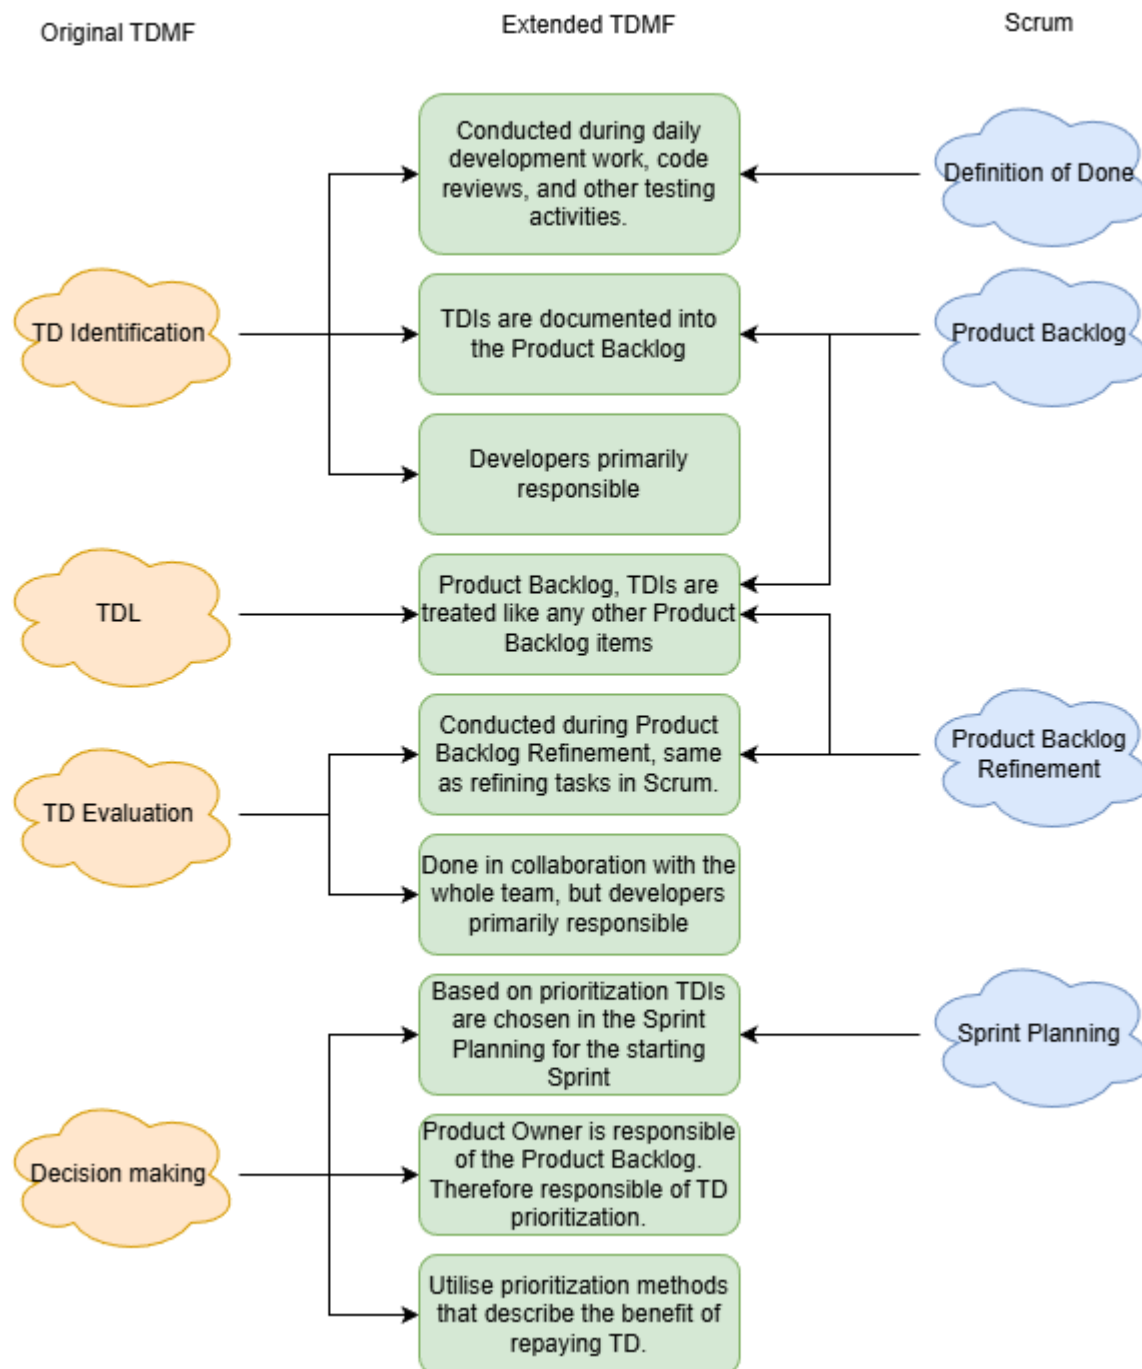 Original TDMF
Extended TDMF
Scrum
Conducted during daily
development work, code
reviews, and other testing
activities.
Definition of Done
TD Identification
TDIs are documented into
the Product Backlog
Product Backlog
Developers primarily
responsible
TDL
Product Backlog, TDIs are
treated like any other Product
Backlog items
Conducted during Product
Backlog Refinement, same
as refining tasks in Scrum.
Product Backlog
Refinement
TD Evaluation
Done in collaboration with the
whole team, but developers
primarily responsible
Based on prioritization TDIs
are chosen in the Sprint
Planning for the starting
Sprint
Sprint Planning
Decision making
Product Owner is responsible
of the Product Backlog.
Therefore responsible of TD
prioritization.
Utilise prioritization methods
that describe the benefit of
repaying TD.